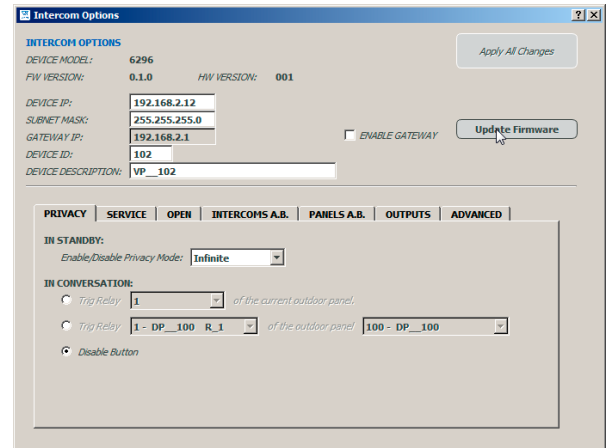 Intercom Options
INTERCOM OPTIONS
Apply All Changes
DEVICE MODEL: 6296
FW VERSION: 0.1.0 HW VERSION: 001
DEVICE IP: 192.168.2.12
SUBNET MASK: 255.255.255.0
GATEWAY IP: 192.168.2.1 ENABLE GATEWAY Update Firmware
DEVICE ID: 102
DEVICE DESCRIPTION: VP__102
PRIVACY SERVICE OPEN INTERCOMS A.B. PANELS A.B. OUTPUTS ADVANCED
IN STANDBY:
Enable/Disable Privacy Mode: Infinite
IN CONVERSATION:
Trig Relay 1 of the current outdoor panel.
Trig Relay 1 - DP__100 R_1 of the outdoor panel 100 - DP__100
Disable Button